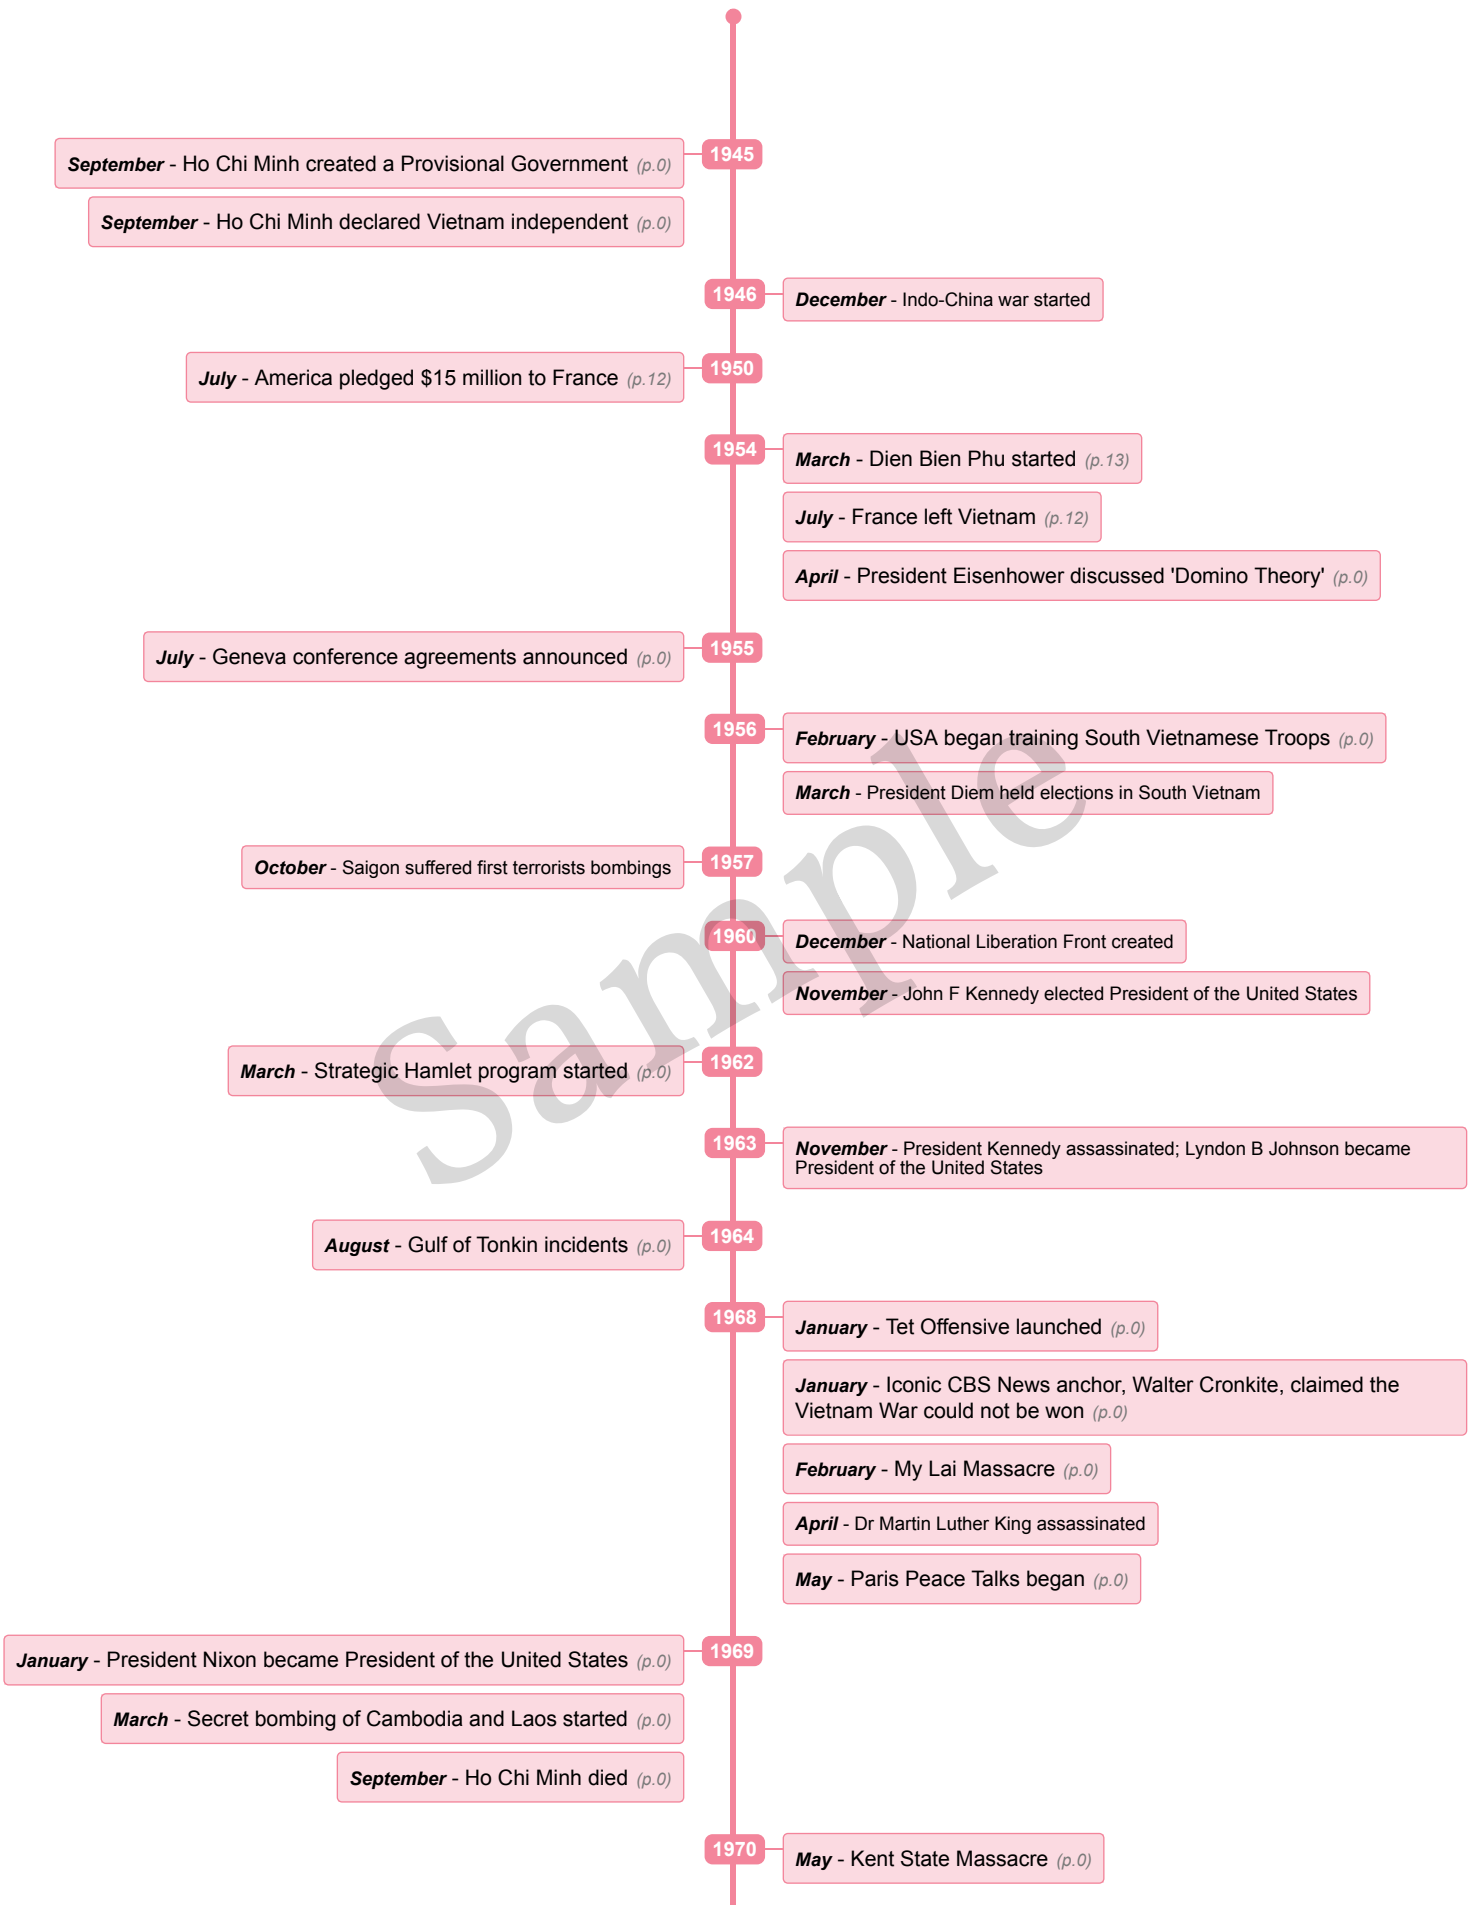 1945
September - Ho Chi Minh created a Provisional Government (p.0)
September - Ho Chi Minh declared Vietnam independent (p.0)
1946
December - Indo-China war started
1950
July - America pledged $15 million to France (p.12)
1954
March - Dien Bien Phu started (p.13)
July - France left Vietnam (p.12)
April - President Eisenhower discussed 'Domino Theory' (p.0)
1955
July - Geneva conference agreements announced (p.0)
1956
February - USA began training South Vietnamese Troops (p.0)
March - President Diem held elections in South Vietnam
1957
October - Saigon suffered first terrorists bombings
1960
December - National Liberation Front created
November - John F Kennedy elected President of the United States
1962
March - Strategic Hamlet program started (p.0)
1963
November - President Kennedy assassinated; Lyndon B Johnson became
President of the United States
1964
August - Gulf of Tonkin incidents (p.0)
1968
January - Tet Offensive launched (p.0)
January - Iconic CBS News anchor, Walter Cronkite, claimed the
Vietnam War could not be won (p.0)
February - My Lai Massacre (p.0)
April - Dr Martin Luther King assassinated
May - Paris Peace Talks began (p.0)
1969
January - President Nixon became President of the United States (p.0)
March - Secret bombing of Cambodia and Laos started (p.0)
September - Ho Chi Minh died (p.0)
1970
May - Kent State Massacre (p.0)
Sample